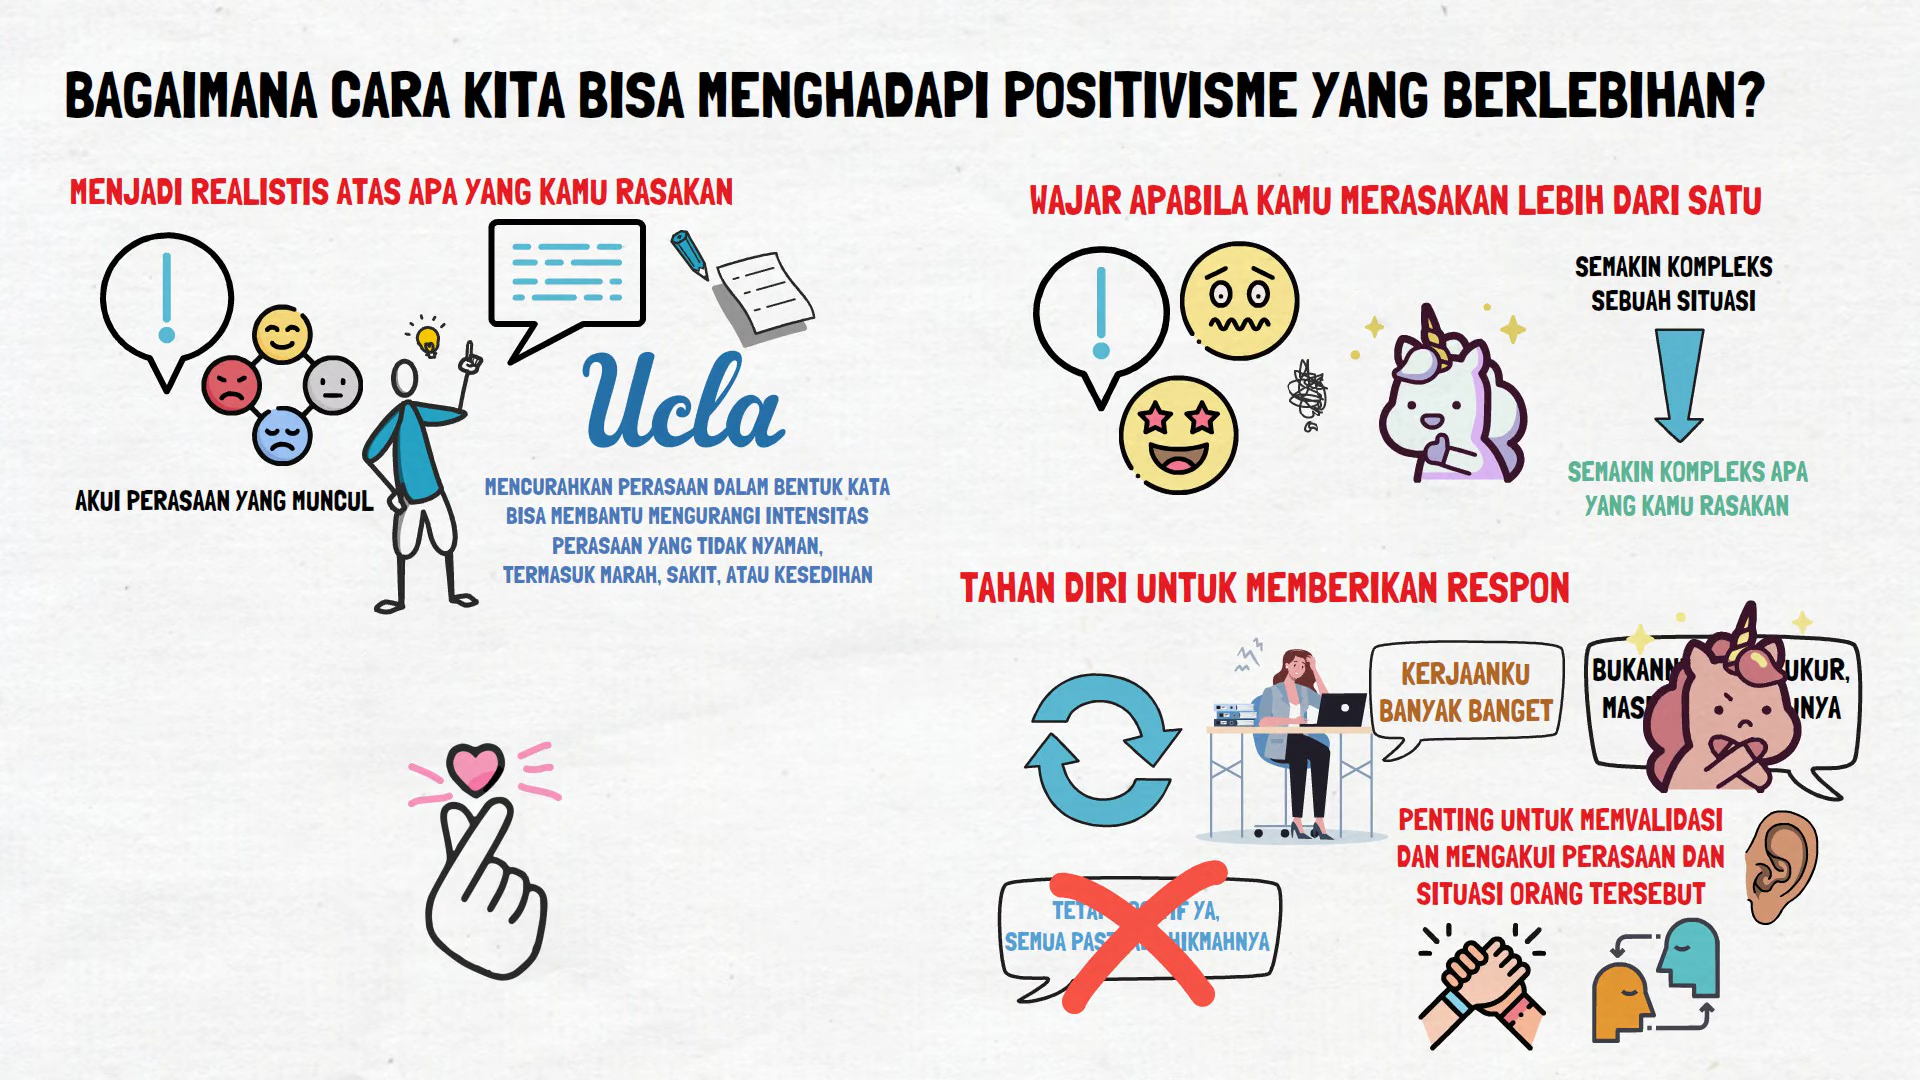 BAGAIMANA CARA KITA BISA MENGHADAPI POSITIVISME YANG BERLEBIHAN?
MENJADI REALISTIS ATAS APA YANG KAMU RASAKAN
AKUI PERASAAN YANG MUNCUL
Ucla
MENCURAHKAN PERASAAN DALAM BENTUK KATA
BISA MEMBANTU MENGURANGI INTENSITAS
PERASAAN YANG TIDAK NYAMAN,
TERMASUK MARAH, SAKIT, ATAU KESEDIHAN
WAJAR APABILA KAMU MERASAKAN LEBIH DARI SATU
SEMAKIN KOMPLEKS
SEBUAH SITUASI
SEMAKIN KOMPLEKS APA
YANG KAMU RASAKAN
TAHAN DIRI UNTUK MEMBERIKAN RESPON
KERJAANKU
BANYAK BANGET
PENTING UNTUK MEMVALIDASI
DAN MENGAKUI PERASAAN DAN
SITUASI ORANG TERSEBUT
YA,
SEMUA HIKMAHNYA